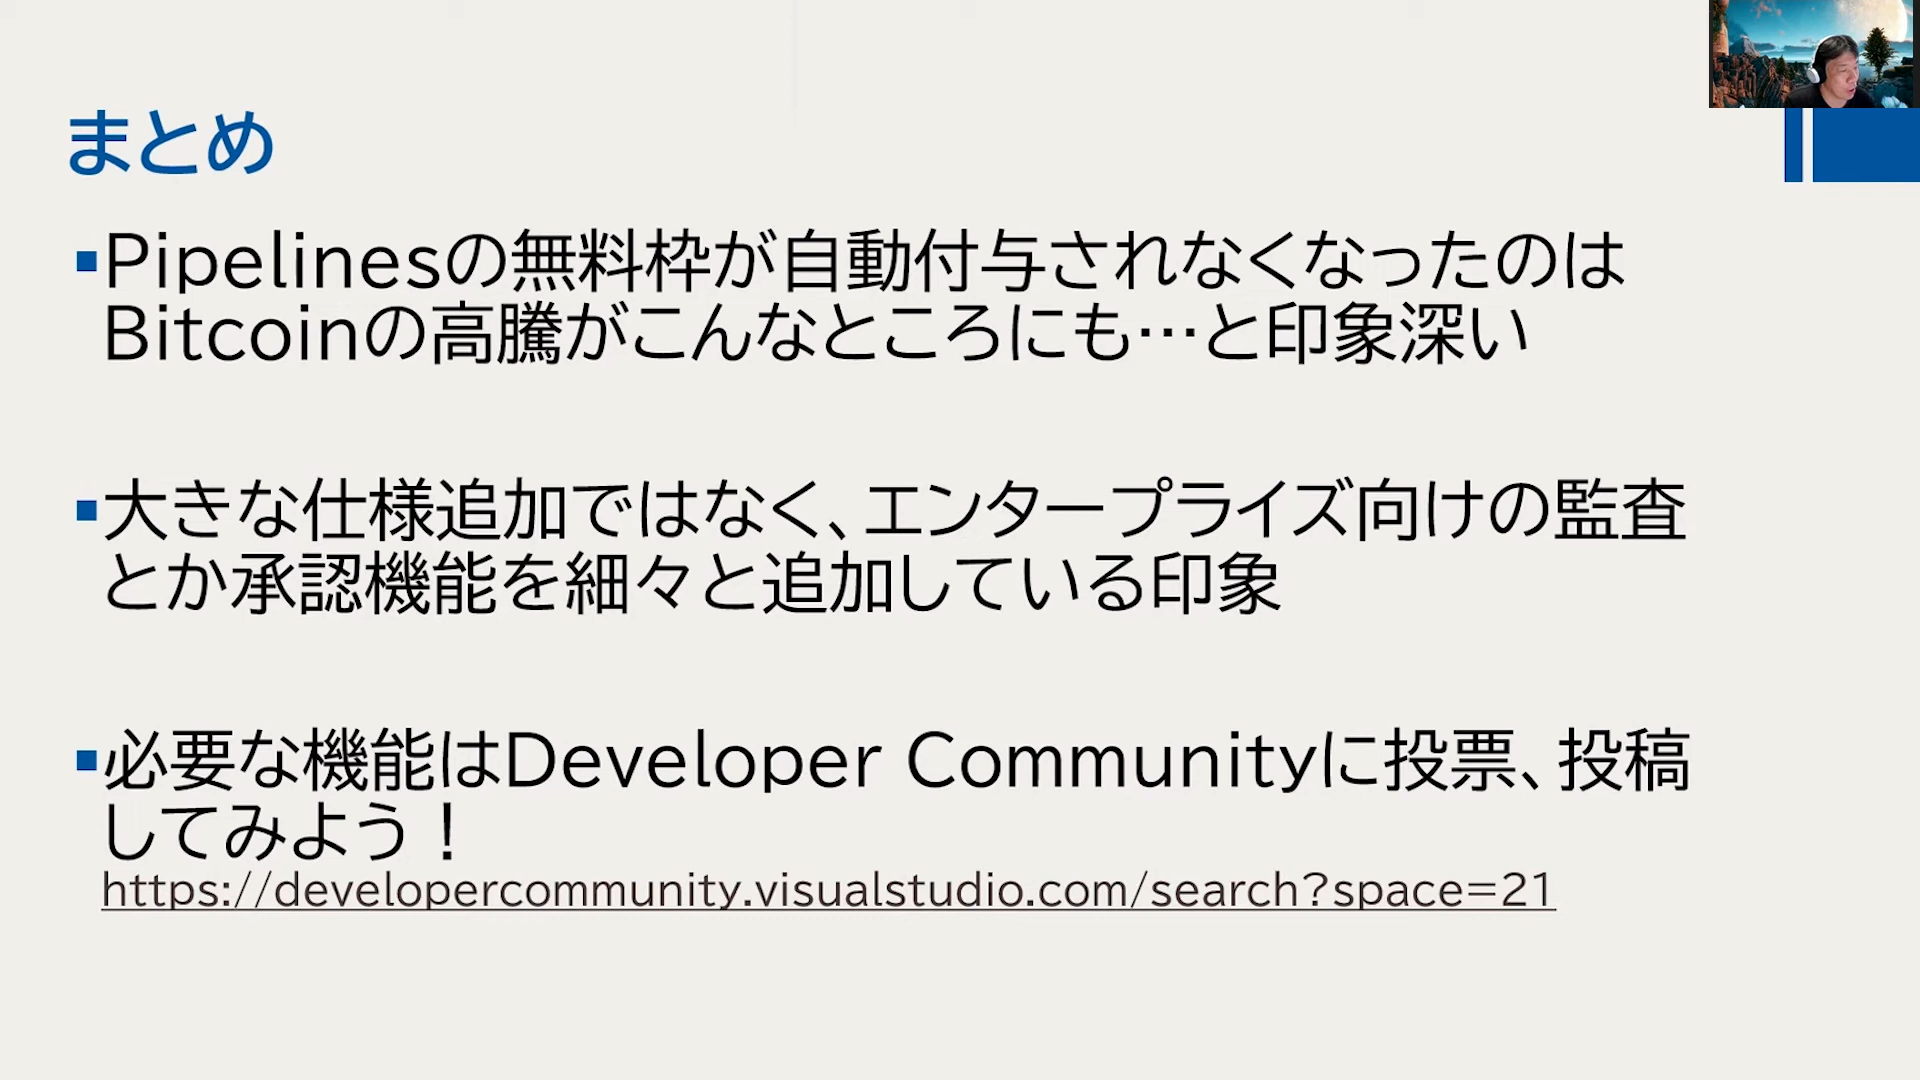 まとめ
▪Pipelinesの無料枠が自動付与されなくなったのは
Bitcoinの高騰がこんなところにも…と印象深い
▪大きな仕様追加ではなく、エンタープライズ向けの監査
とか承認機能を細々と追加している印象
▪必要な機能はDeveloper Communityに投票、投稿
してみよう！
https://developercommunity.visualstudio.com/search?space=21